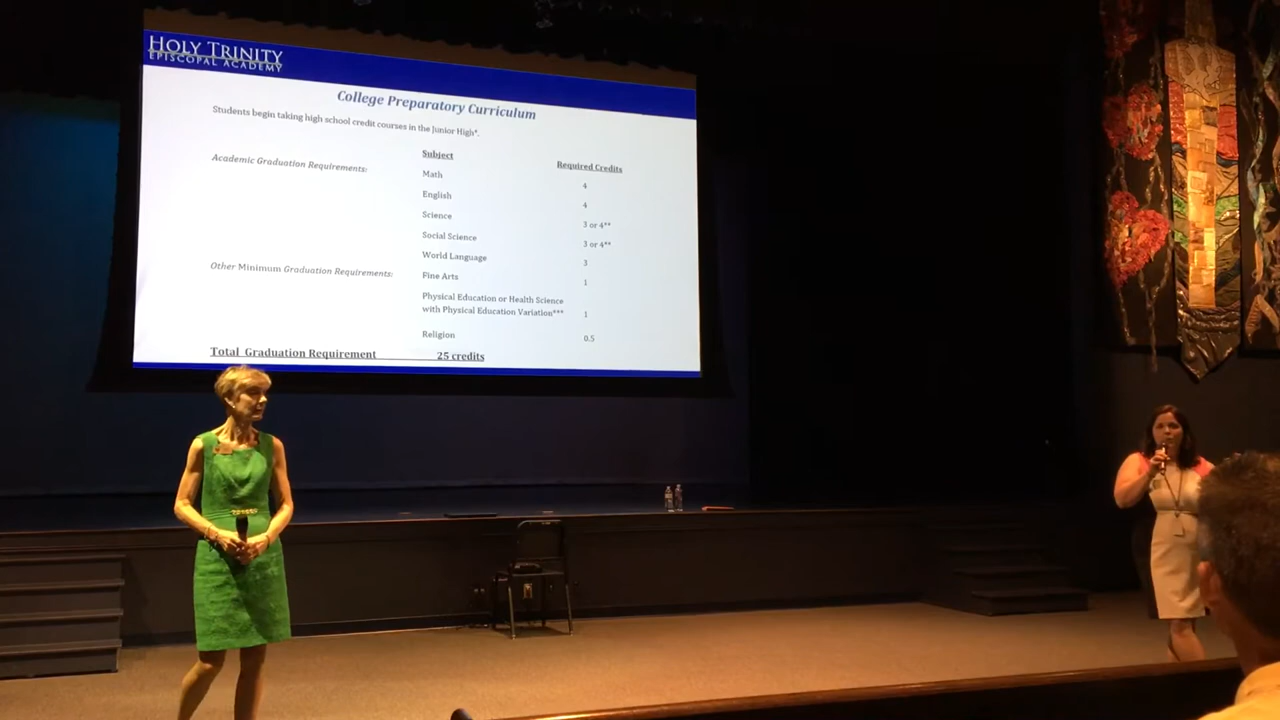 HOLY TRINITY
EPISCOPAL ACADEMY
College Preparatory Curriculum
Students begin taking high school credit courses in the Junior High*.
Academic Graduation Requirements:
Subject Required Credits
Math 4
English 4
Science 3 or 4**
Social Science 3 or 4**
World Language 3
Other Minimum Graduation Requirements:
Fine Arts 1
Physical Education or Health Science
with Physical Education Variation*** 1
Religion 0.5
Total Graduation Requirement 25 credits